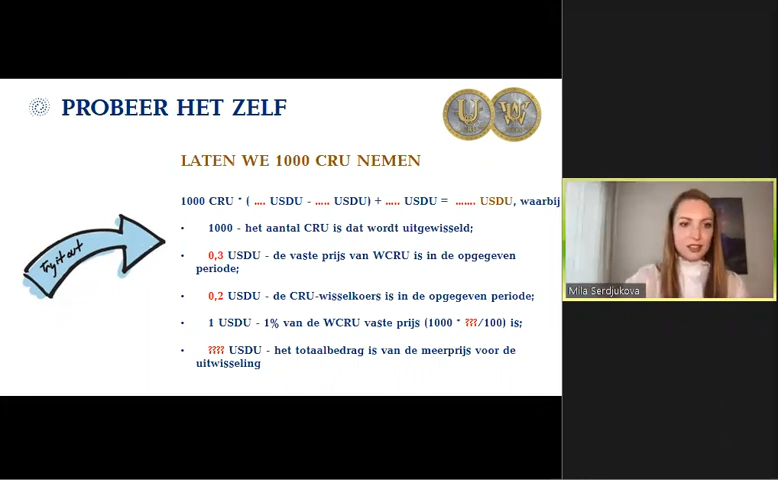 PROBEER HET ZELF
LATEN WE 1000 CRU NEMEN
1000 CRU * ( .... USDU - ..... USDU) + ..... USDU = ....... USDU, waarbij
• 1000 - het aantal CRU is dat wordt uitgewisseld;
• 0,3 USDU - de vaste prijs van WCRU is in de opgegeven
periode;
• 0,2 USDU - de CRU-wisselkoers is in de opgegeven periode;
• 1 USDU - 1% van de WCRU vaste prijs (1000 * ???/100) is;
• ???? USDU - het totaalbedrag is van de meerprijs voor de
uitwisseling
Try it out
Mila Serdjukova